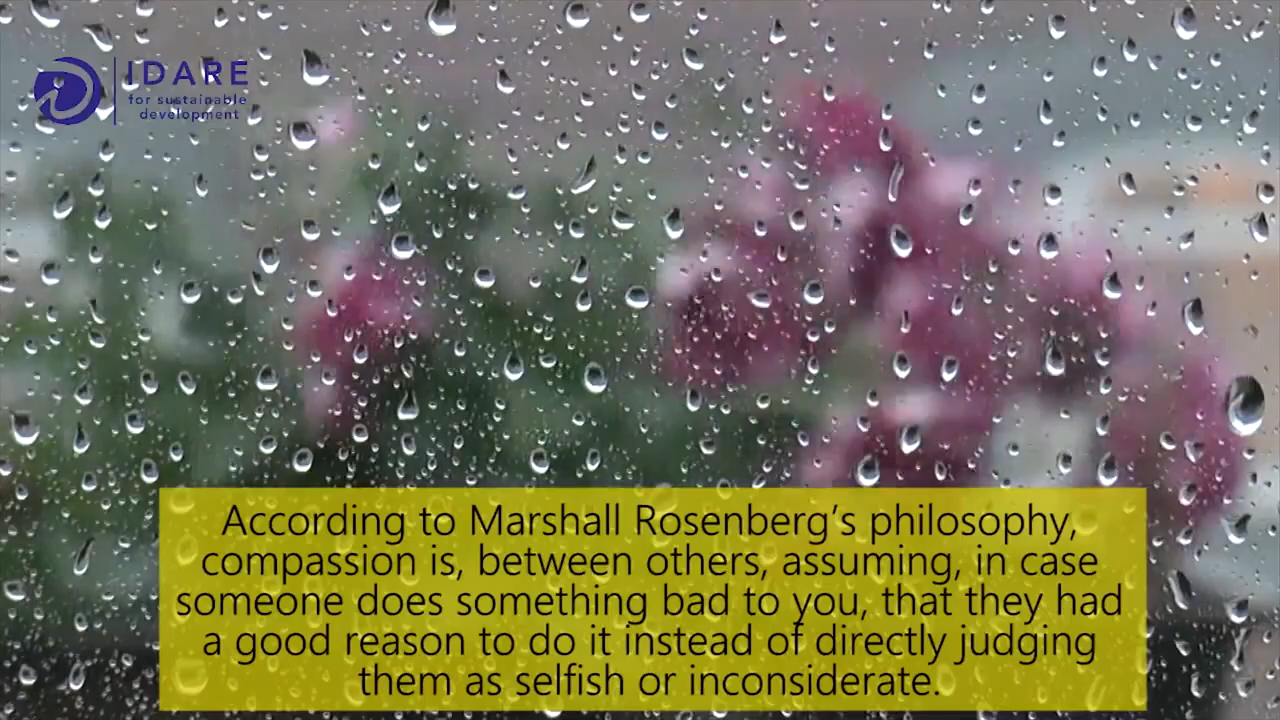 IDARE
for sustainable
development
According to Marshall Rosenberg's philosophy,
compassion is, between others, assuming, in case
someone does something bad to you, that they had
a good reason to do it instead of directly judging
them as selfish or inconsiderate.